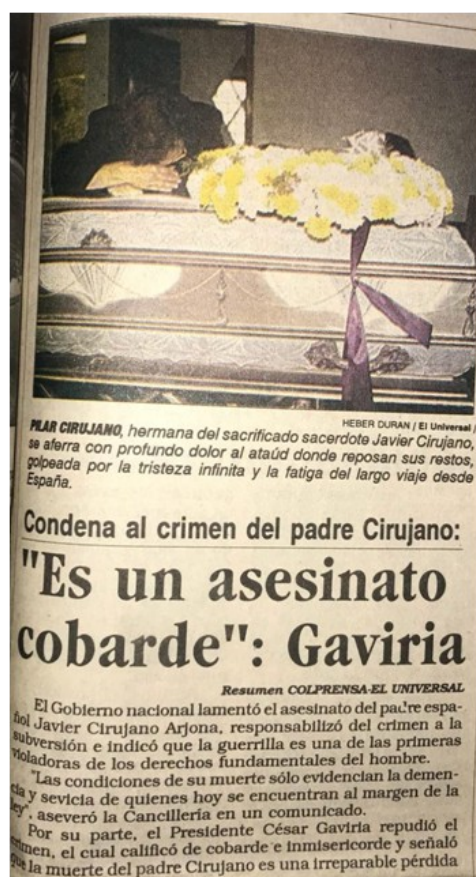 HEBER DURAN / El Universal /
PILAR CIRUJANO, hermana del sacrificado sacerdote Javier Cirujano,
se aferra con profundo dolor al ataúd donde reposan sus restos,
golpeada por la tristeza infinita y la fatiga del largo viaje desde
España.
Condena al crimen del padre Cirujano:
"Es un asesinato
cobarde": Gaviria
Resumen COLPRENSA-EL UNIVERSAL
El Gobierno nacional lamentó el asesinato del padre espa-
ñol Javier Cirujano Arjona, responsabilizó del crimen a la
subversión e indicó que la guerrilla es una de las primeras
violadoras de los derechos fundamentales del hombre.
"Las condiciones de su muerte sólo evidencian la demen-
cia y sevicia de quienes hoy se encuentran al margen de la
ley", aseveró la Cancillería en un comunicado.
Por su parte, el Presidente César Gaviria repudió el
crimen, el cual calificó de cobarde e inmisericorde y señaló
que la muerte del padre Cirujano es una irreparable pérdida